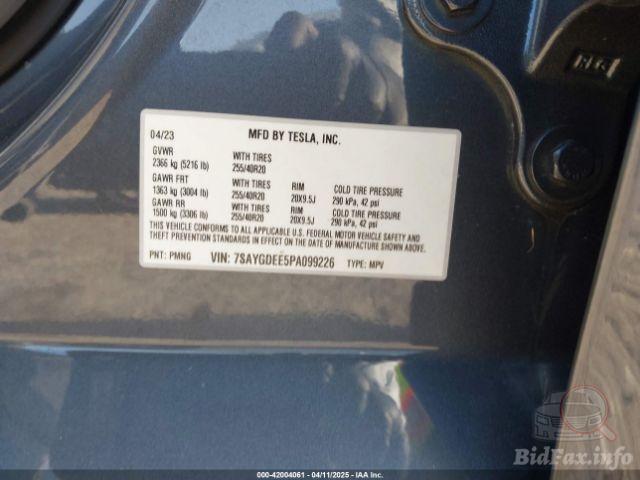 REG
04/23 MFD BY TESLA, INC.
GVWR WITH TIRES
2366 kg (5216 lb) 255/40R20
GAWR FRT WITH TIRES RIM COLD TIRE PRESSURE
1363 kg (3004 lb) 255/40R20 20X9.5J 290 kPa, 42 psi
GAWR RR WITH TIRES RIM COLD TIRE PRESSURE
1500 kg (3306 lb) 255/40R20 20X9.5J 290 kPa, 42 psi
THIS VEHICLE CONFORMS TO ALL APPLICABLE U.S. FEDERAL MOTOR VEHICLE SAFETY AND
THEFT PREVENTION STANDARDS IN EFFECT ON THE DATE OF MANUFACTURE SHOWN ABOVE.
PNT: PMNG VIN: 7SAYGDEE5PA099226 TYPE: MPV
BidFax.info
000-42004061 - 04/11/2025 - IAA Inc.